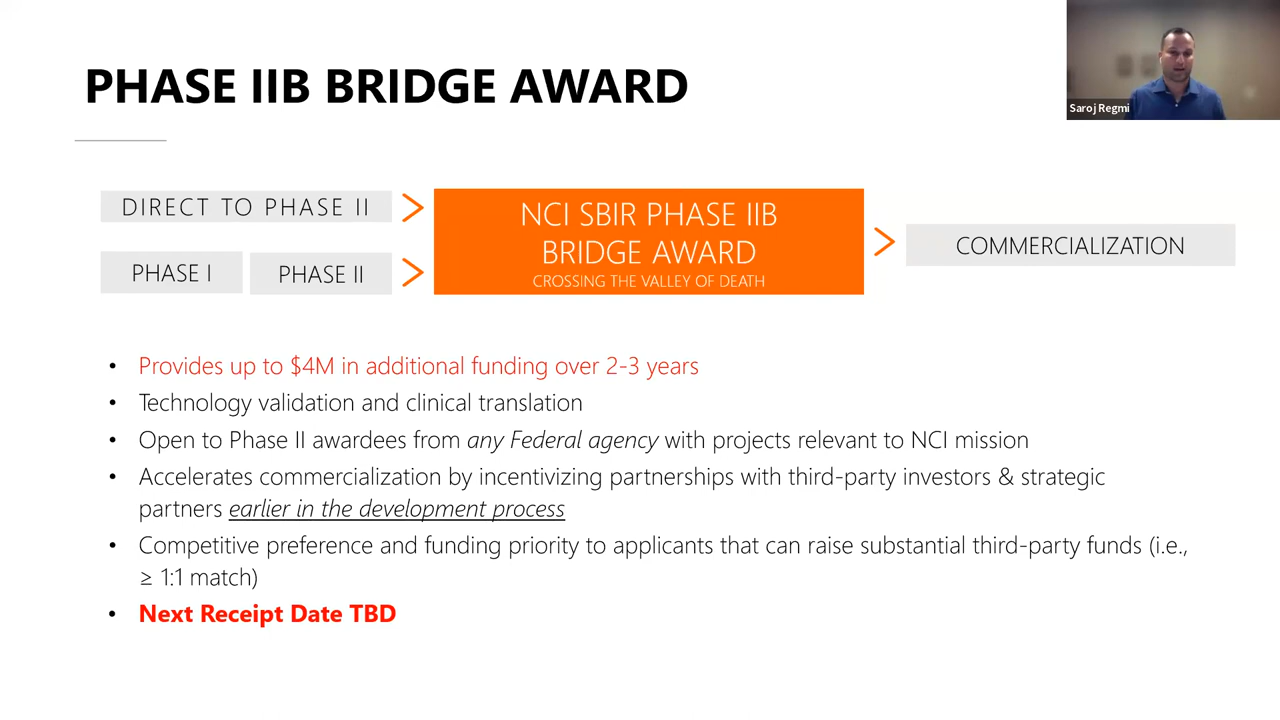 PHASE IIB BRIDGE AWARD
Saroj Regmi
DIRECT TO PHASE II
PHASE I
PHASE II
NCI SBIR PHASE IIB
BRIDGE AWARD
CROSSING THE VALLEY OF DEATH
COMMERCIALIZATION
• Provides up to $4M in additional funding over 2-3 years
• Technology validation and clinical translation
• Open to Phase II awardees from any Federal agency with projects relevant to NCI mission
• Accelerates commercialization by incentivizing partnerships with third-party investors & strategic
partners earlier in the development process
• Competitive preference and funding priority to applicants that can raise substantial third-party funds (i.e.,
≥ 1:1 match)
• Next Receipt Date TBD